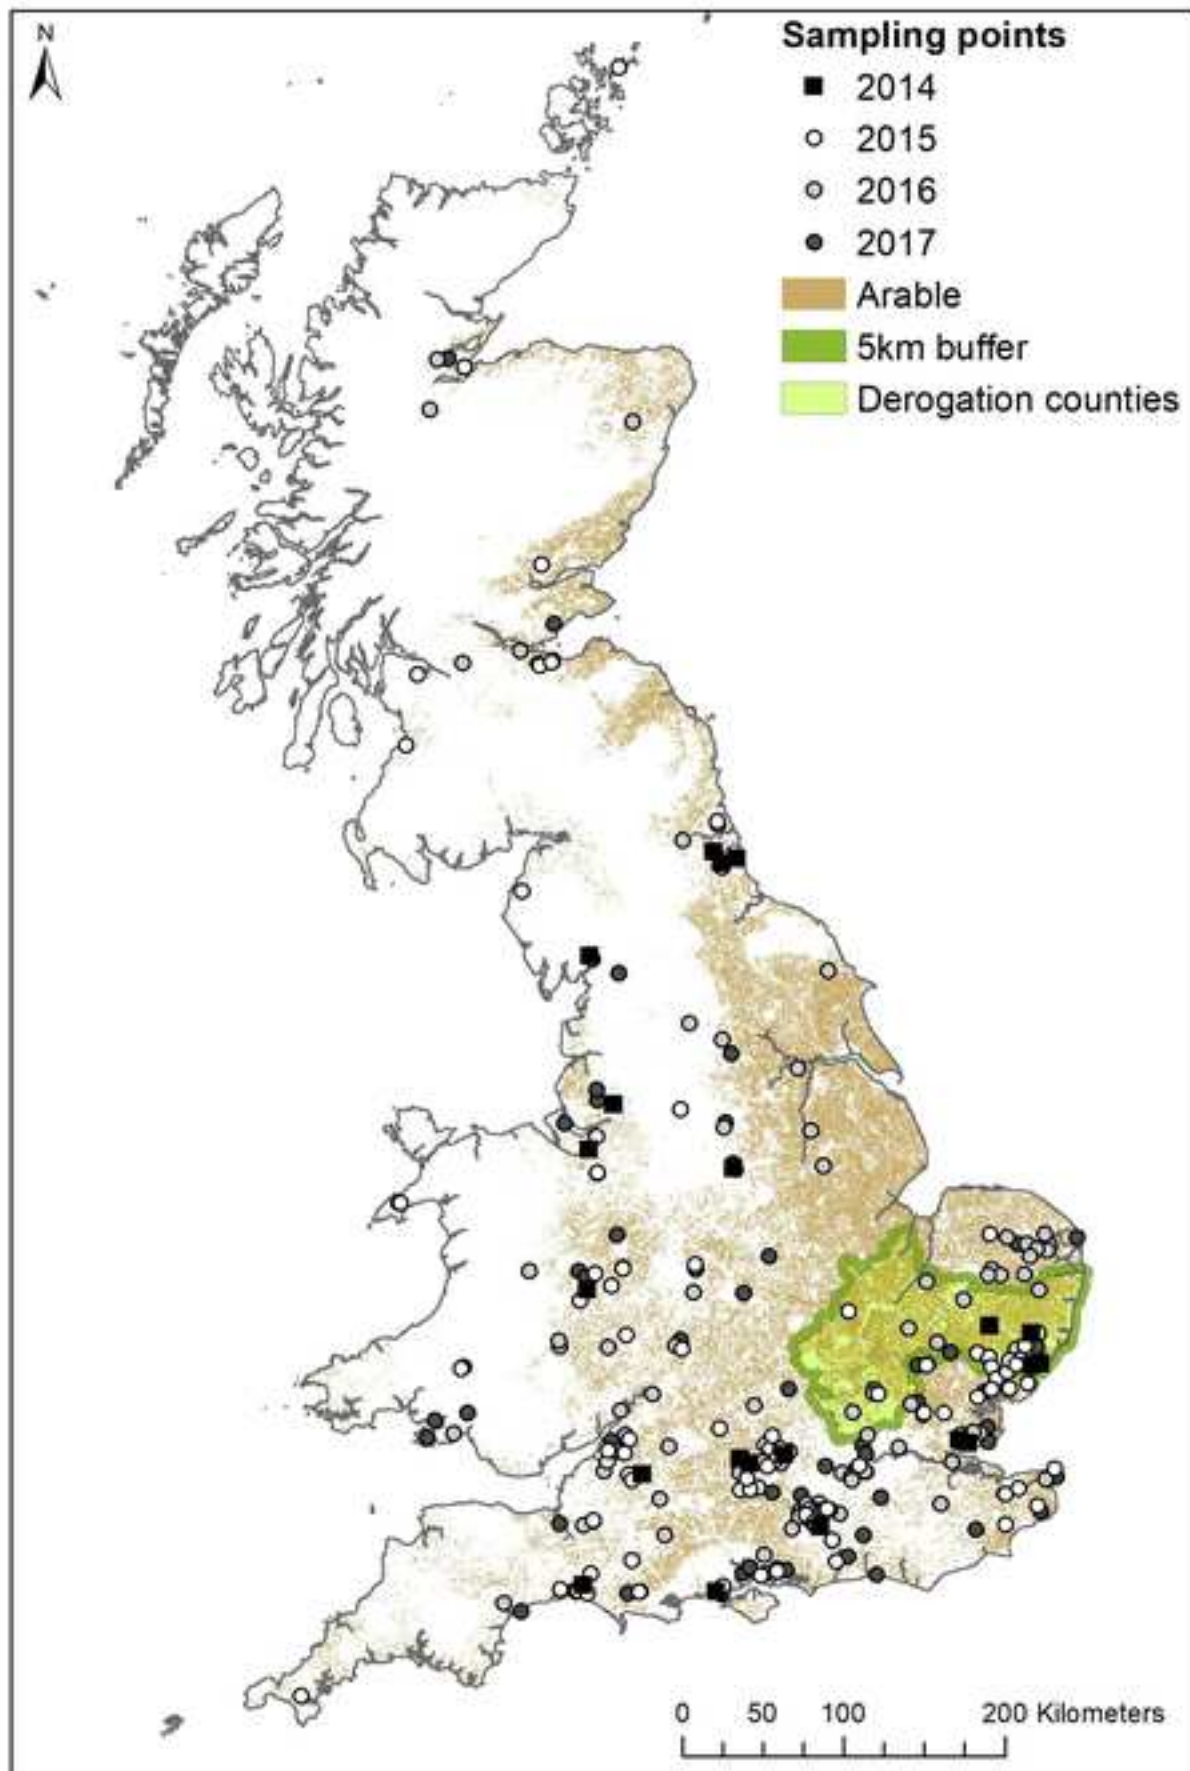 N
Sampling points
2014
2015
2016
2017
Arable
5km buffer
Derogation counties
0 50 100 200 Kilometers